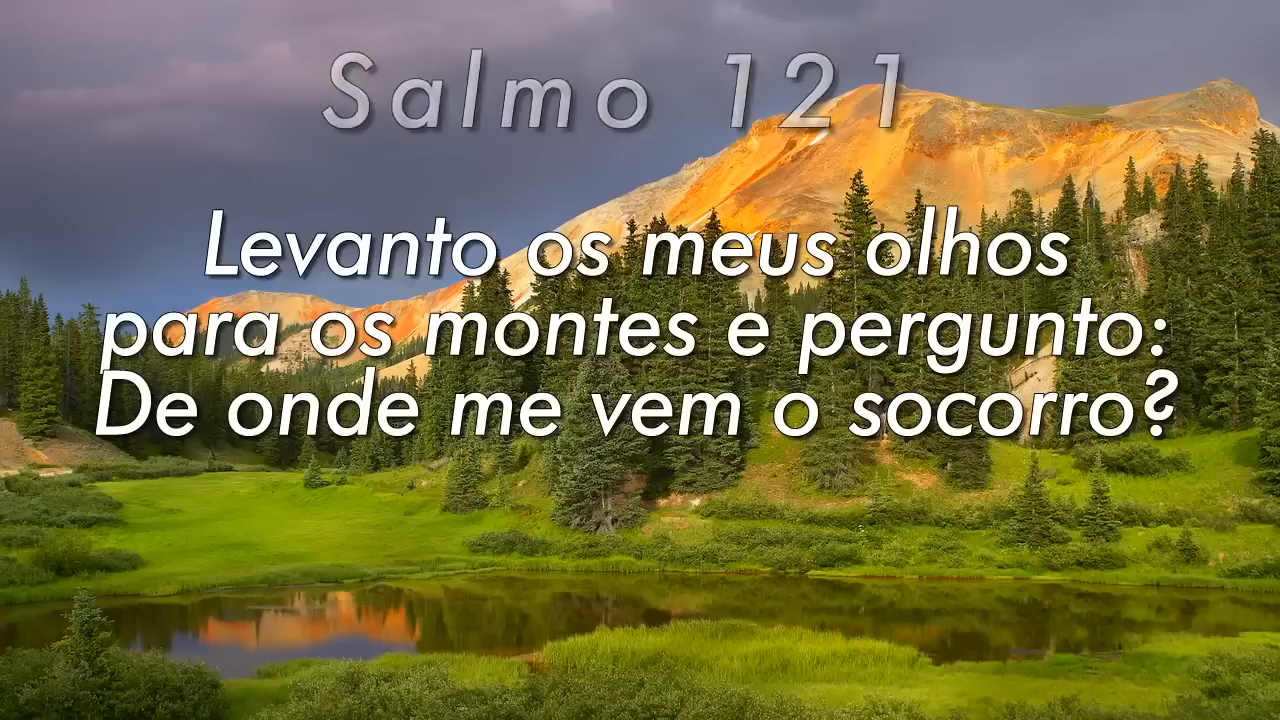 Salmo 121
Levanto os meus olhos
para os montes e pergunto:
De onde me vem o socorro?